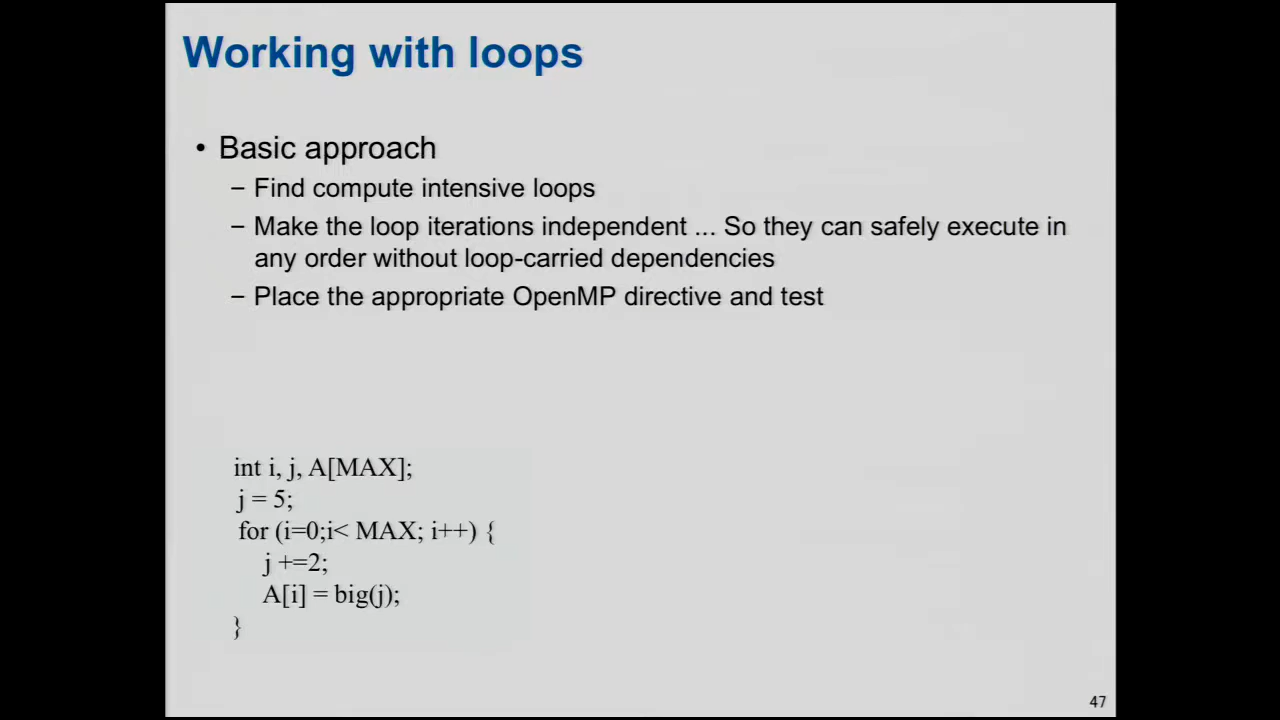 Working with loops
• Basic approach
– Find compute intensive loops
– Make the loop iterations independent ... So they can safely execute in
any order without loop-carried dependencies
– Place the appropriate OpenMP directive and test
int i, j, A[MAX];
j = 5;
for (i=0;i< MAX; i++) {
j +=2;
A[i] = big(j);
}
47